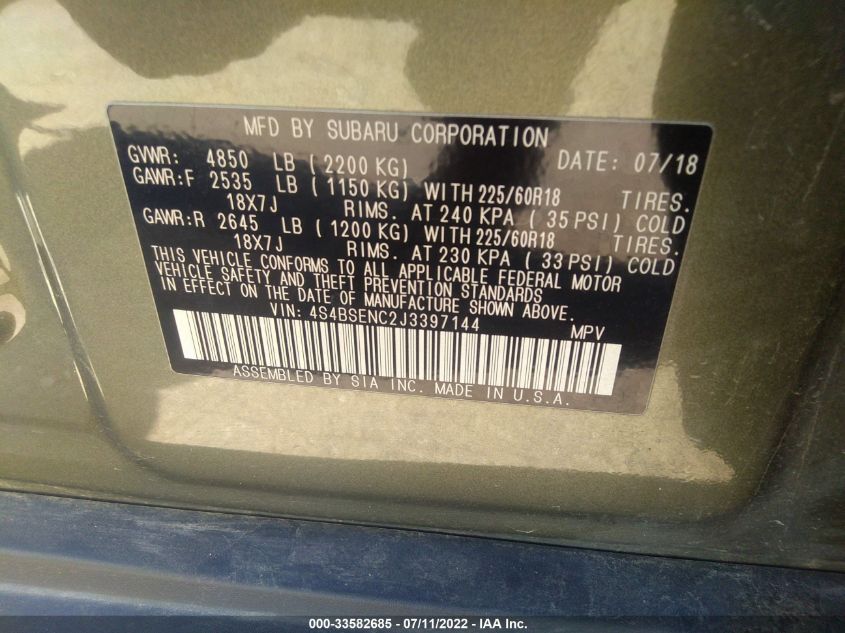 MFD BY SUBARU CORPORATION
GVWR: 4850 LB (2200 KG) DATE: 07/18
GAWR:F 2535 LB (1150 KG) WITH 225/60R18 TIRES.
18X7J RIMS. AT 240 KPA (35 PSI) COLD
GAWR:R 2645 LB (1200 KG) WITH 225/60R18 TIRES.
18X7J RIMS. AT 230 KPA (33 PSI) COLD
THIS VEHICLE CONFORMS TO ALL APPLICABLE FEDERAL MOTOR
VEHICLE SAFETY AND THEFT PREVENTION STANDARDS
IN EFFECT ON THE DATE OF MANUFACTURE SHOWN ABOVE.
VIN: 4S4BSENC2J3397144 MPV
ASSEMBLED BY SIA INC. MADE IN U.S.A.
000-33582685 - 07/11/2022 - IAA Inc.